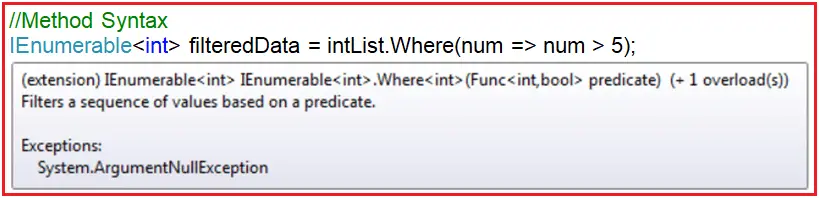 //Method Syntax
IEnumerable<int> filteredData = intList.Where(num => num > 5);
(extension) IEnumerable<int> IEnumerable<int>.Where<int>(Func<int,bool> predicate) (+ 1 overload(s))
Filters a sequence of values based on a predicate.
Exceptions:
System.ArgumentNullException